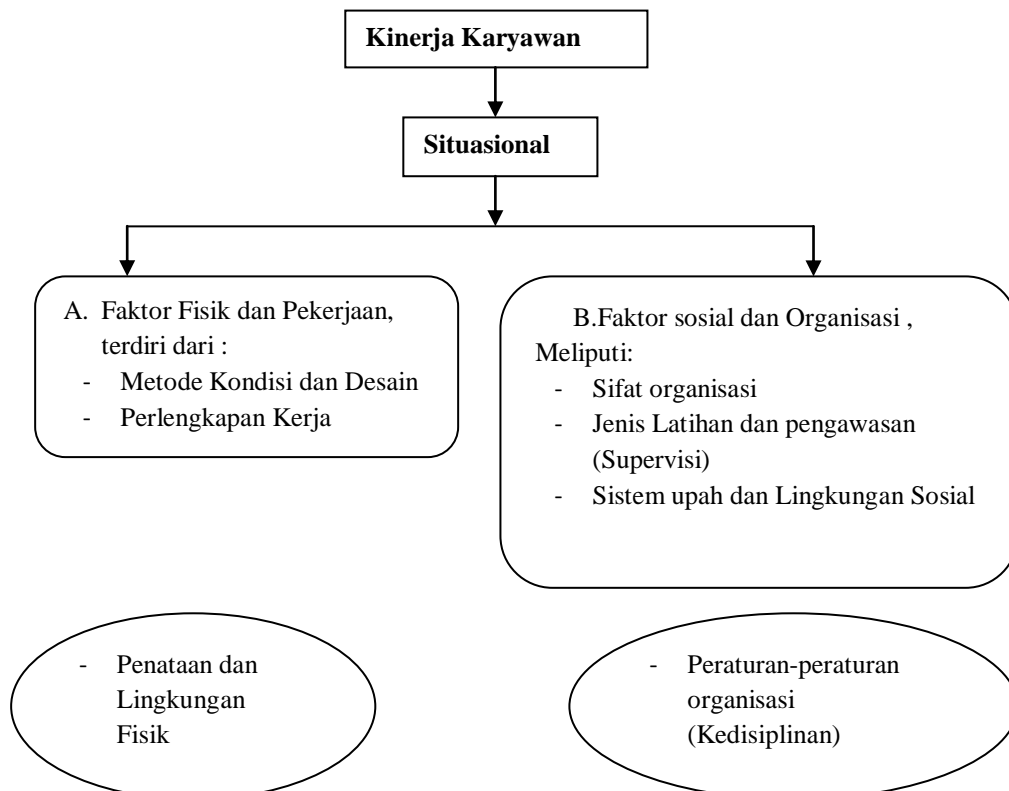 Kinerja Karyawan
Situasional
A. Faktor Fisik dan Pekerjaan,
terdiri dari :
- Metode Kondisi dan Desain
- Perlengkapan Kerja
B.Faktor sosial dan Organisasi ,
Meliputi:
- Sifat organisasi
- Jenis Latihan dan pengawasan
(Supervisi)
- Sistem upah dan Lingkungan Sosial
- Penataan dan
Lingkungan
Fisik
- Peraturan-peraturan
organisasi
(Kedisiplinan)